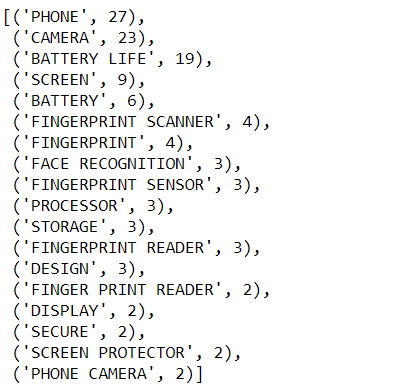 [('PHONE', 27),
('CAMERA', 23),
('BATTERY LIFE', 19),
('SCREEN', 9),
('BATTERY', 6),
('FINGERPRINT SCANNER', 4),
('FINGERPRINT', 4),
('FACE RECOGNITION', 3),
('FINGERPRINT SENSOR', 3),
('PROCESSOR', 3),
('STORAGE', 3),
('FINGERPRINT READER', 3),
('DESIGN', 3),
('FINGER PRINT READER', 2),
('DISPLAY', 2),
('SECURE', 2),
('SCREEN PROTECTOR', 2),
('PHONE CAMERA', 2)]